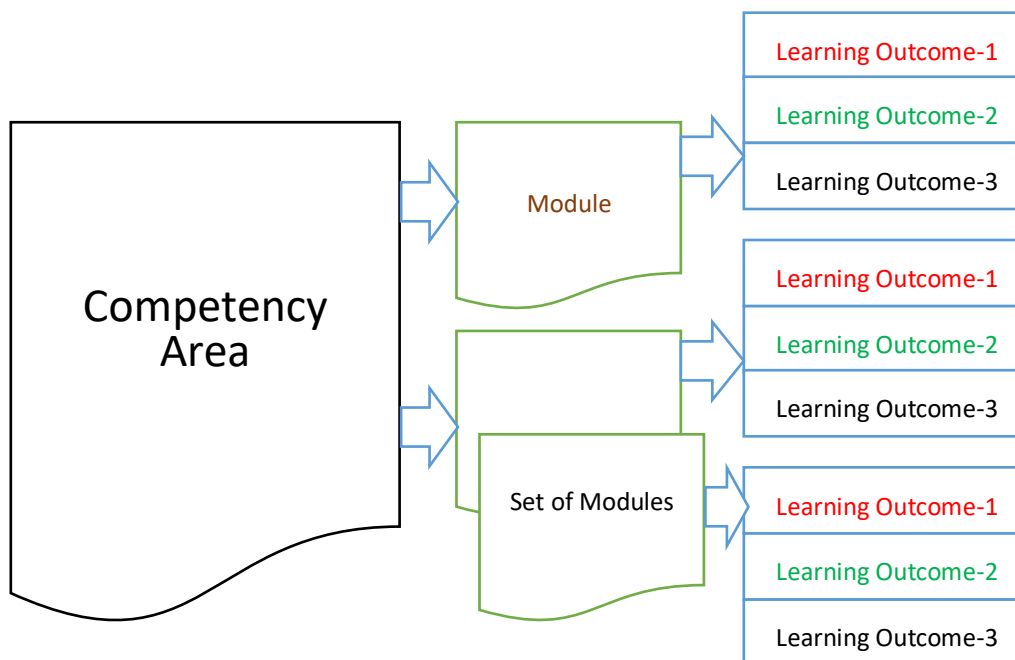 Competency
Area
Module
Set of Modules
Learning Outcome-1
Learning Outcome-2
Learning Outcome-3
Learning Outcome-1
Learning Outcome-2
Learning Outcome-3
Learning Outcome-1
Learning Outcome-2
Learning Outcome-3